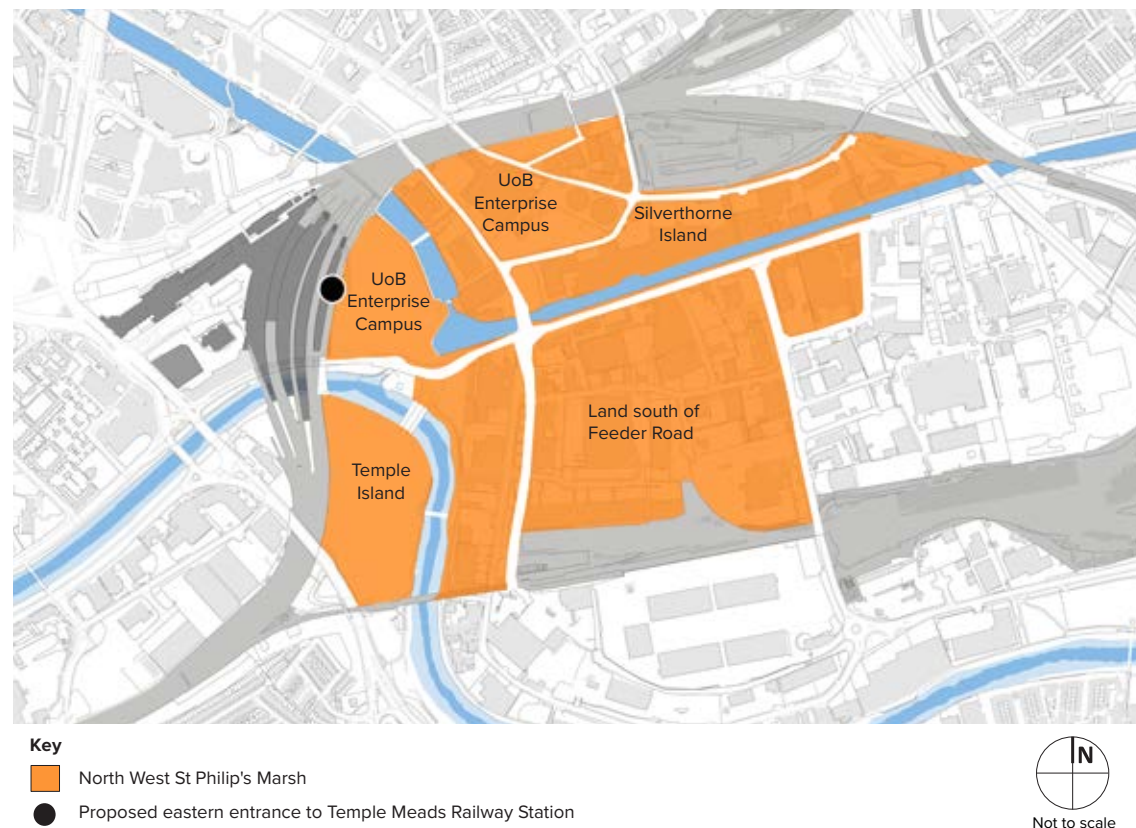 UoB
Enterprise
Campus
Silverthorne
Island
UoB
Enterprise
Campus
Land south of
Feeder Road
Temple
Island
Key
North West St Philip's Marsh
Proposed eastern entrance to Temple Meads Railway Station
N
Not to scale